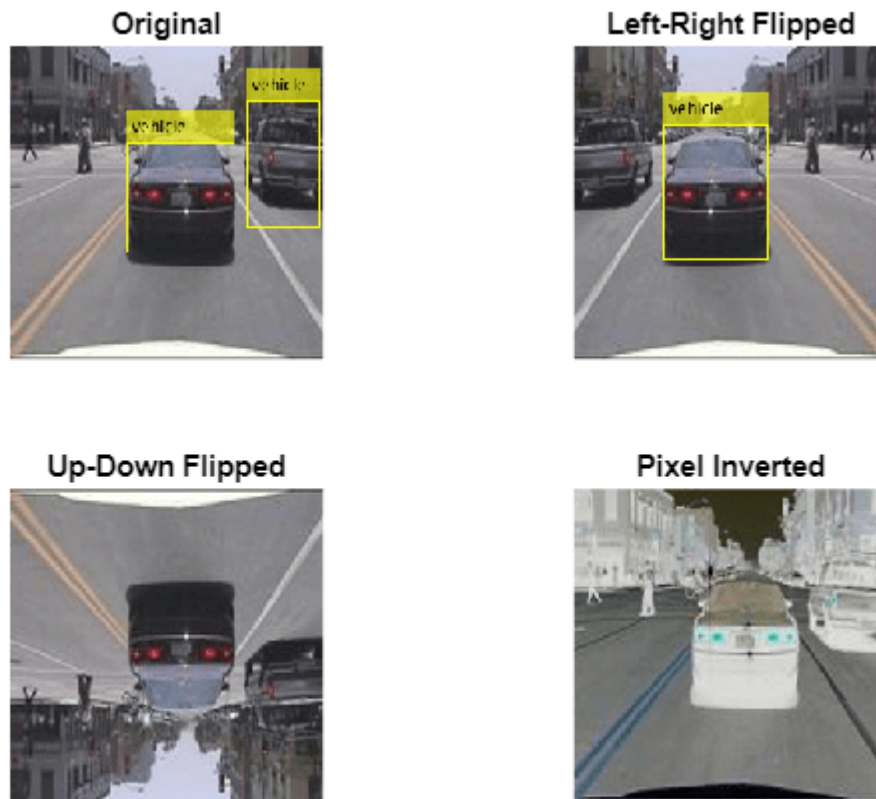 Original
Left-Right Flipped
vehicle
vehicle
vehicle
Up-Down Flipped
Pixel Inverted